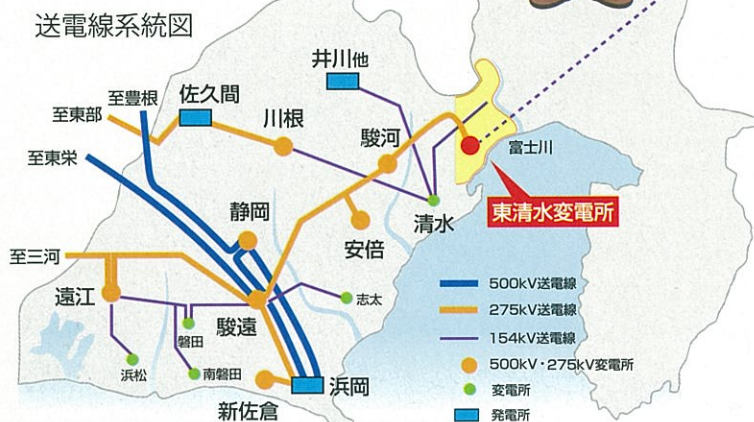 送電線系統図
井川他
至豊根
佐久間
至東部
川根
駿河
富士川
至東栄
静岡
清水
東清水変電所
安倍
至三河
500kV送電線
遠江
志太
275kV送電線
駿遠
磐田
154kV送電線
浜松
南磐田
500kV・275kV変電所
浜岡
変電所
新佐倉
発電所